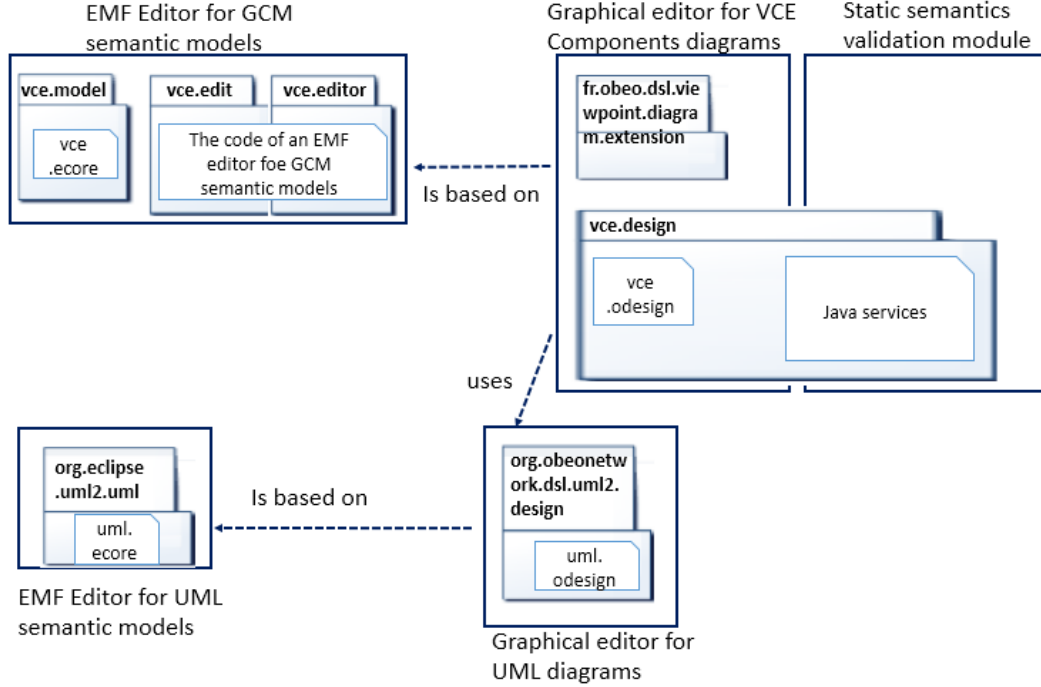 EMF Editor for GCM
semantic models
Graphical editor for VCE
Components diagrams
Static semantics
validation module
vce.model
vce
.ecore
vce.edit
vce.editor
The code of an EMF
editor foe GCM
semantic models
Is based on
fr.obeo.dsl.vie
wpoint.diagra
m.extension
vce.design
vce
.odesign
Java services
uses
org.eclipse
.uml2.uml
uml.
ecore
EMF Editor for UML
semantic models
Is based on
org.obeonetw
ork.dsl.uml2.
design
uml.
odesign
Graphical editor for
UML diagrams